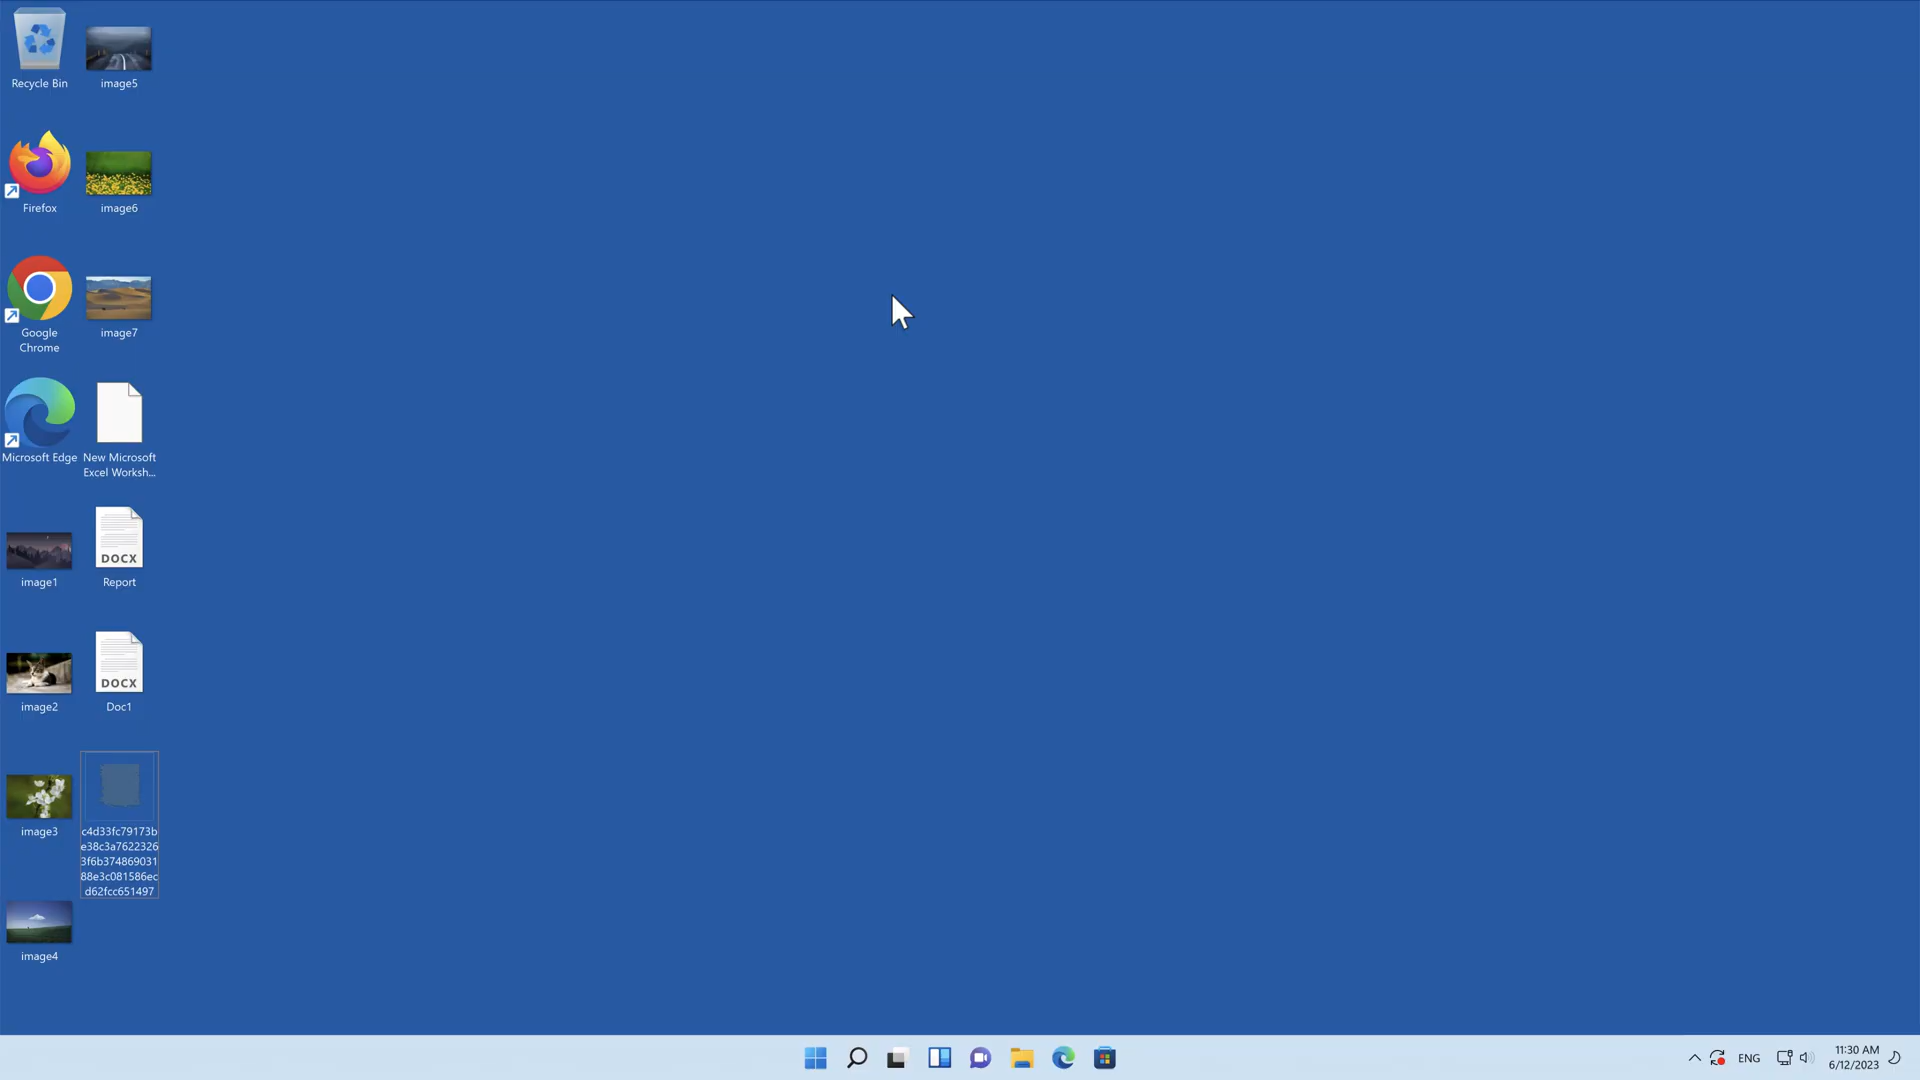 Recycle Bin
image5
Firefox
image6
Google
Chrome
image7
Microsoft Edge
New Microsoft
Excel Worksh...
image1
DOCX
Report
image2
DOCX
Doc1
image3
c4d33fc79173b
e38c3a7622326
3f6b374869031
88e3c081586ec
d62fcc651497
image4
ENG
11:30 AM
6/12/2023